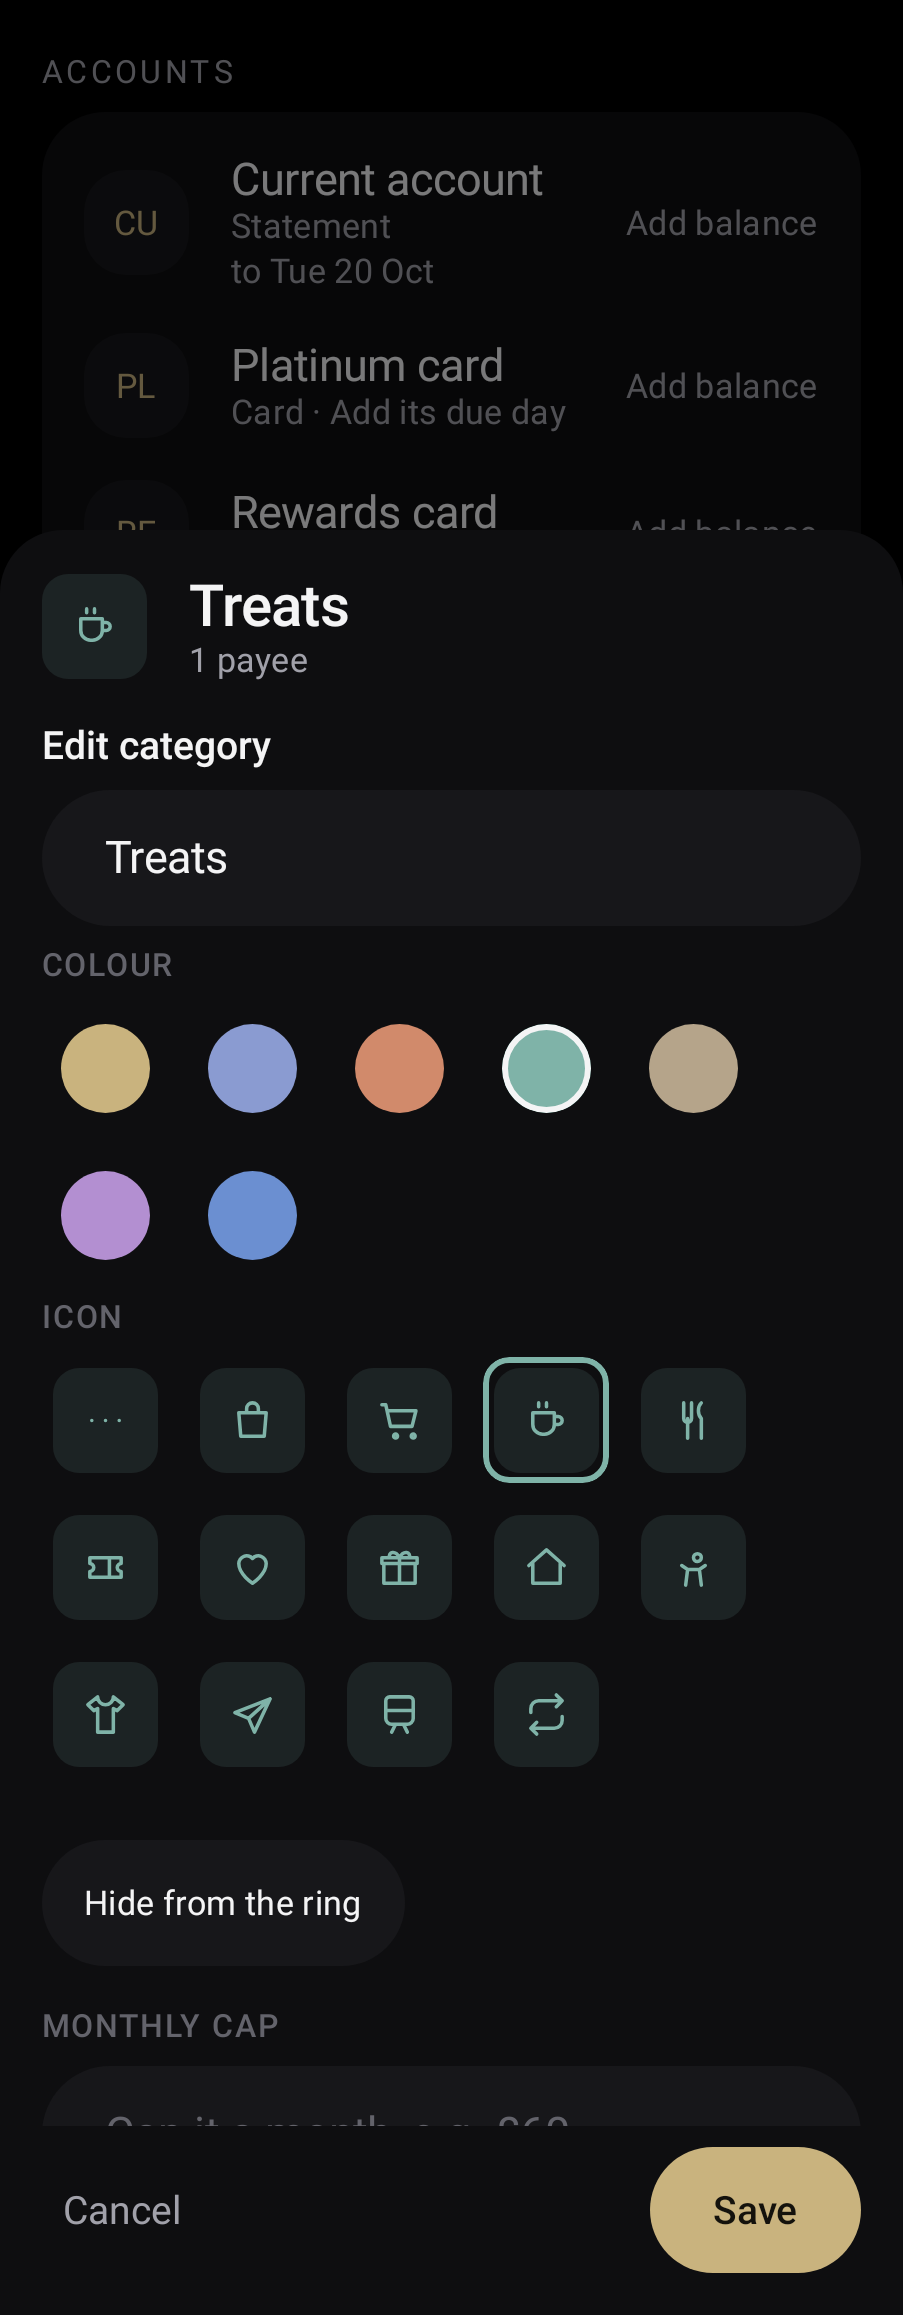 ACCOUNTS
CU
Current account
Statement
to Tue 20 Oct
Add balance
PL
Platinum card
Card · Add its due day
Add balance
Rewards card
Add balance
Treats
1 payee
Edit category
Treats
COLOUR
ICON
Hide from the ring
MONTHLY CAP
Cancel
Save